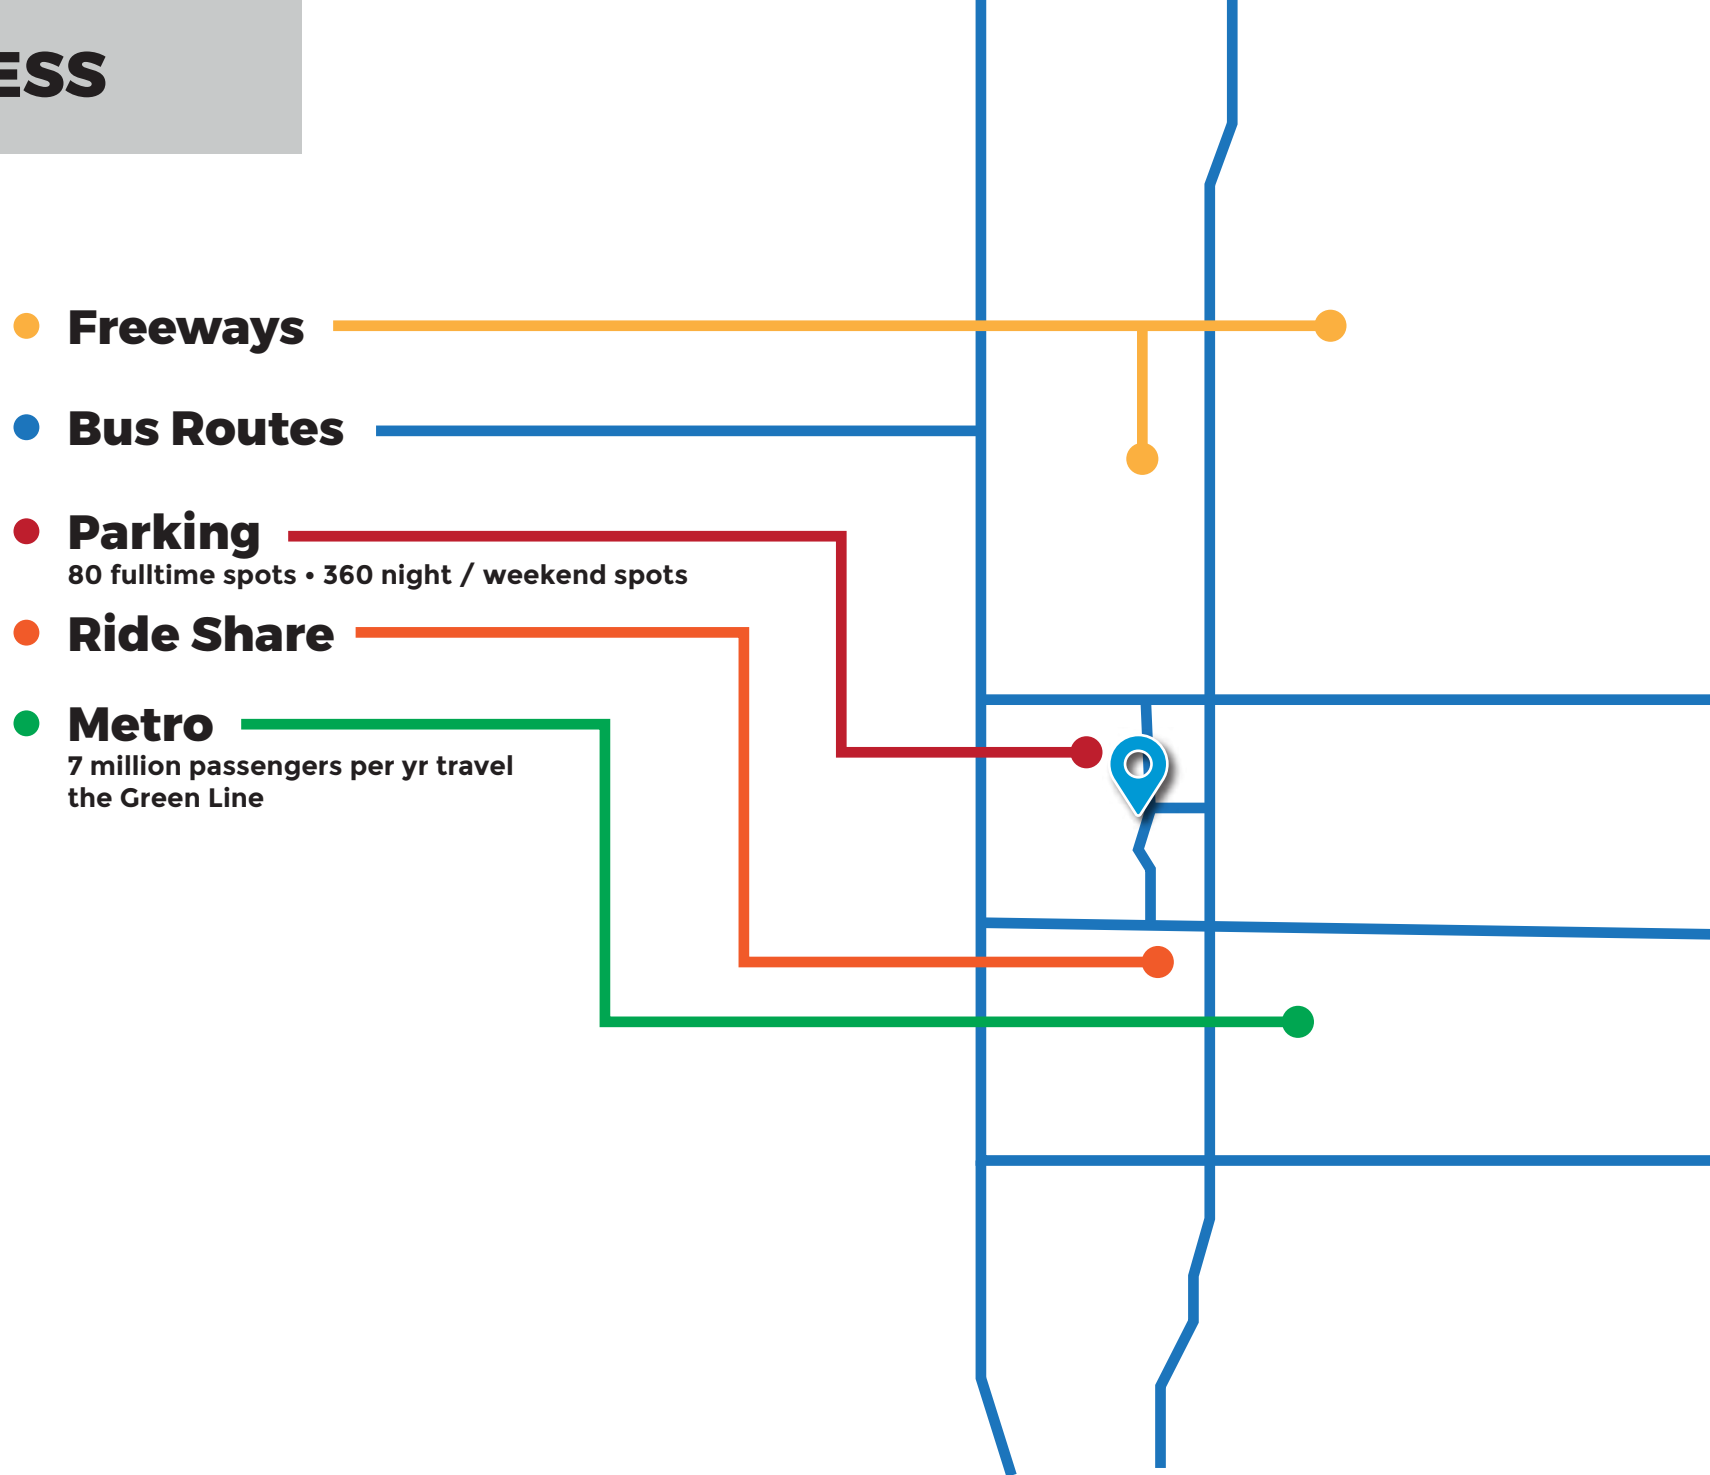 ESS
Freeways
Bus Routes
Parking
80 fulltime spots • 360 night / weekend spots
Ride Share
Metro
7 million passengers per yr travel
the Green Line